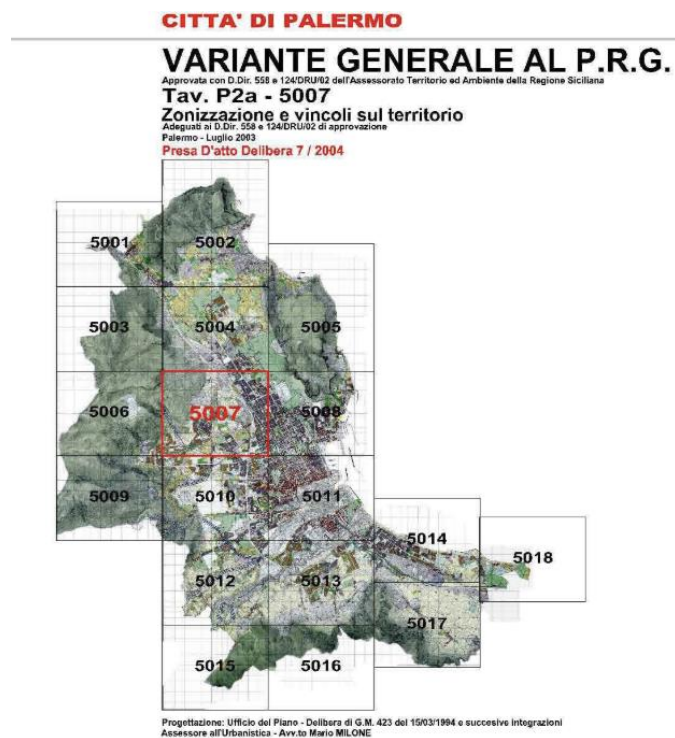 CITTA' DI PALERMO
VARIANTE GENERALE AL P.R.G.
Approvata con D.Dir. 558 e 124/DRU/02 dell'Assessorato Territorio ed Ambiente della Regione Siciliana
Tav. P2a - 5007
Zonizzazione e vincoli sul territorio
Adeguati ai D.Dir. 558 e 124/DRU/02 di approvazione
Palermo - Luglio 2003
Presa D'atto Delibera 7 / 2004
5001
5002
5003
5004
5005
5006
5007
5008
5009
5010
5011
5014
5018
5012
5013
5017
5015
5016
Progettazione: Ufficio del Piano - Delibera di G.M. 423 del 15/03/1994 e succesive integrazioni
Assessore all'Urbanistica - Avv.to Mario MILONE